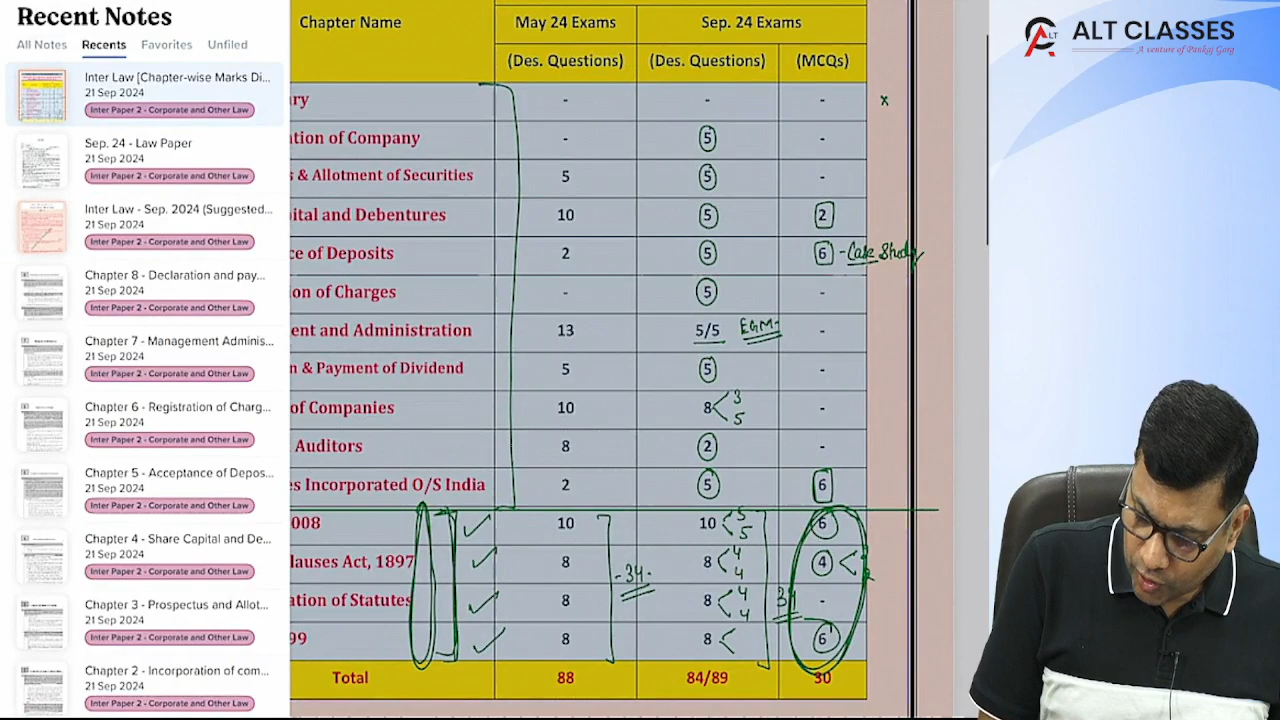 Recent Notes
All Notes Recents Favorites Unfiled
Inter Law [Chapter-wise Marks Di...
21 Sep 2024
Inter Paper 2 - Corporate and Other Law
Sep. 24 - Law Paper
21 Sep 2024
Inter Paper 2 - Corporate and Other Law
Inter Law - Sep. 2024 (Suggested...
21 Sep 2024
Inter Paper 2 - Corporate and Other Law
Chapter 8 - Declaration and pay...
21 Sep 2024
Inter Paper 2 - Corporate and Other Law
Chapter 7 - Management Adminis...
21 Sep 2024
Inter Paper 2 - Corporate and Other Law
Chapter 6 - Registration of Charg...
21 Sep 2024
Inter Paper 2 - Corporate and Other Law
Chapter 5 - Acceptance of Depos...
21 Sep 2024
Inter Paper 2 - Corporate and Other Law
Chapter 4 - Share Capital and De...
21 Sep 2024
Inter Paper 2 - Corporate and Other Law
Chapter 3 - Prospectus and Allot...
21 Sep 2024
Inter Paper 2 - Corporate and Other Law
Chapter 2 - Incorporation of com...
21 Sep 2024
Inter Paper 2 - Corporate and Other Law
Chapter Name May 24 Exams Sep. 24 Exams
(Des. Questions) (Des. Questions) (MCQs)
ry - - - x
tion of Company - 5 -
s & Allotment of Securities 5 5 -
pital and Debentures 10 5 2
ce of Deposits 2 5 6 - Case Study
n of Charges - 5 -
ent and Administration 13 5/5 EGM -
n & Payment of Dividend 5 5 -
of Companies 10 8 3 -
Auditors 8 2 -
es Incorporated O/S India 2 5 6
008 10 10 5 6
lauses Act, 1897 8 8 4 4 2
- 34.
ation of Statutes 8 8 4 34
99 8 8 6
Total 88 84/89 30
ALT
ALT CLASSES
A venture of Pankaj Garg